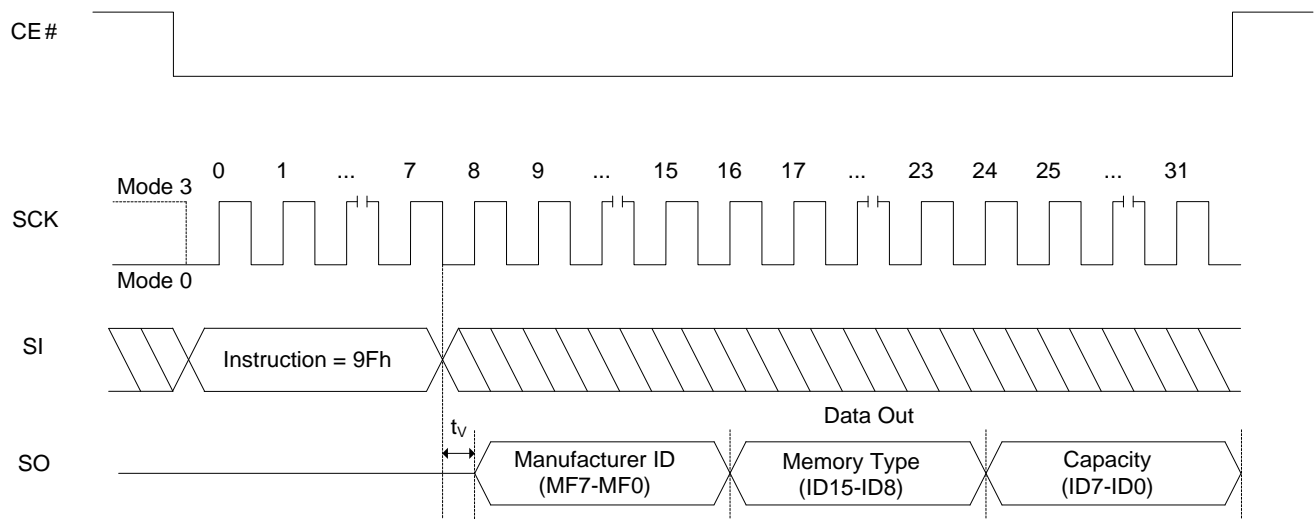 CE#
0 1 ... 7 8 9 ... 15 16 17 ... 23 24 25 ... 31
Mode 3
SCK
Mode 0
SI
Instruction = 9Fh
Data Out
tV
SO
Manufacturer ID
(MF7-MF0)
Memory Type
(ID15-ID8)
Capacity
(ID7-ID0)